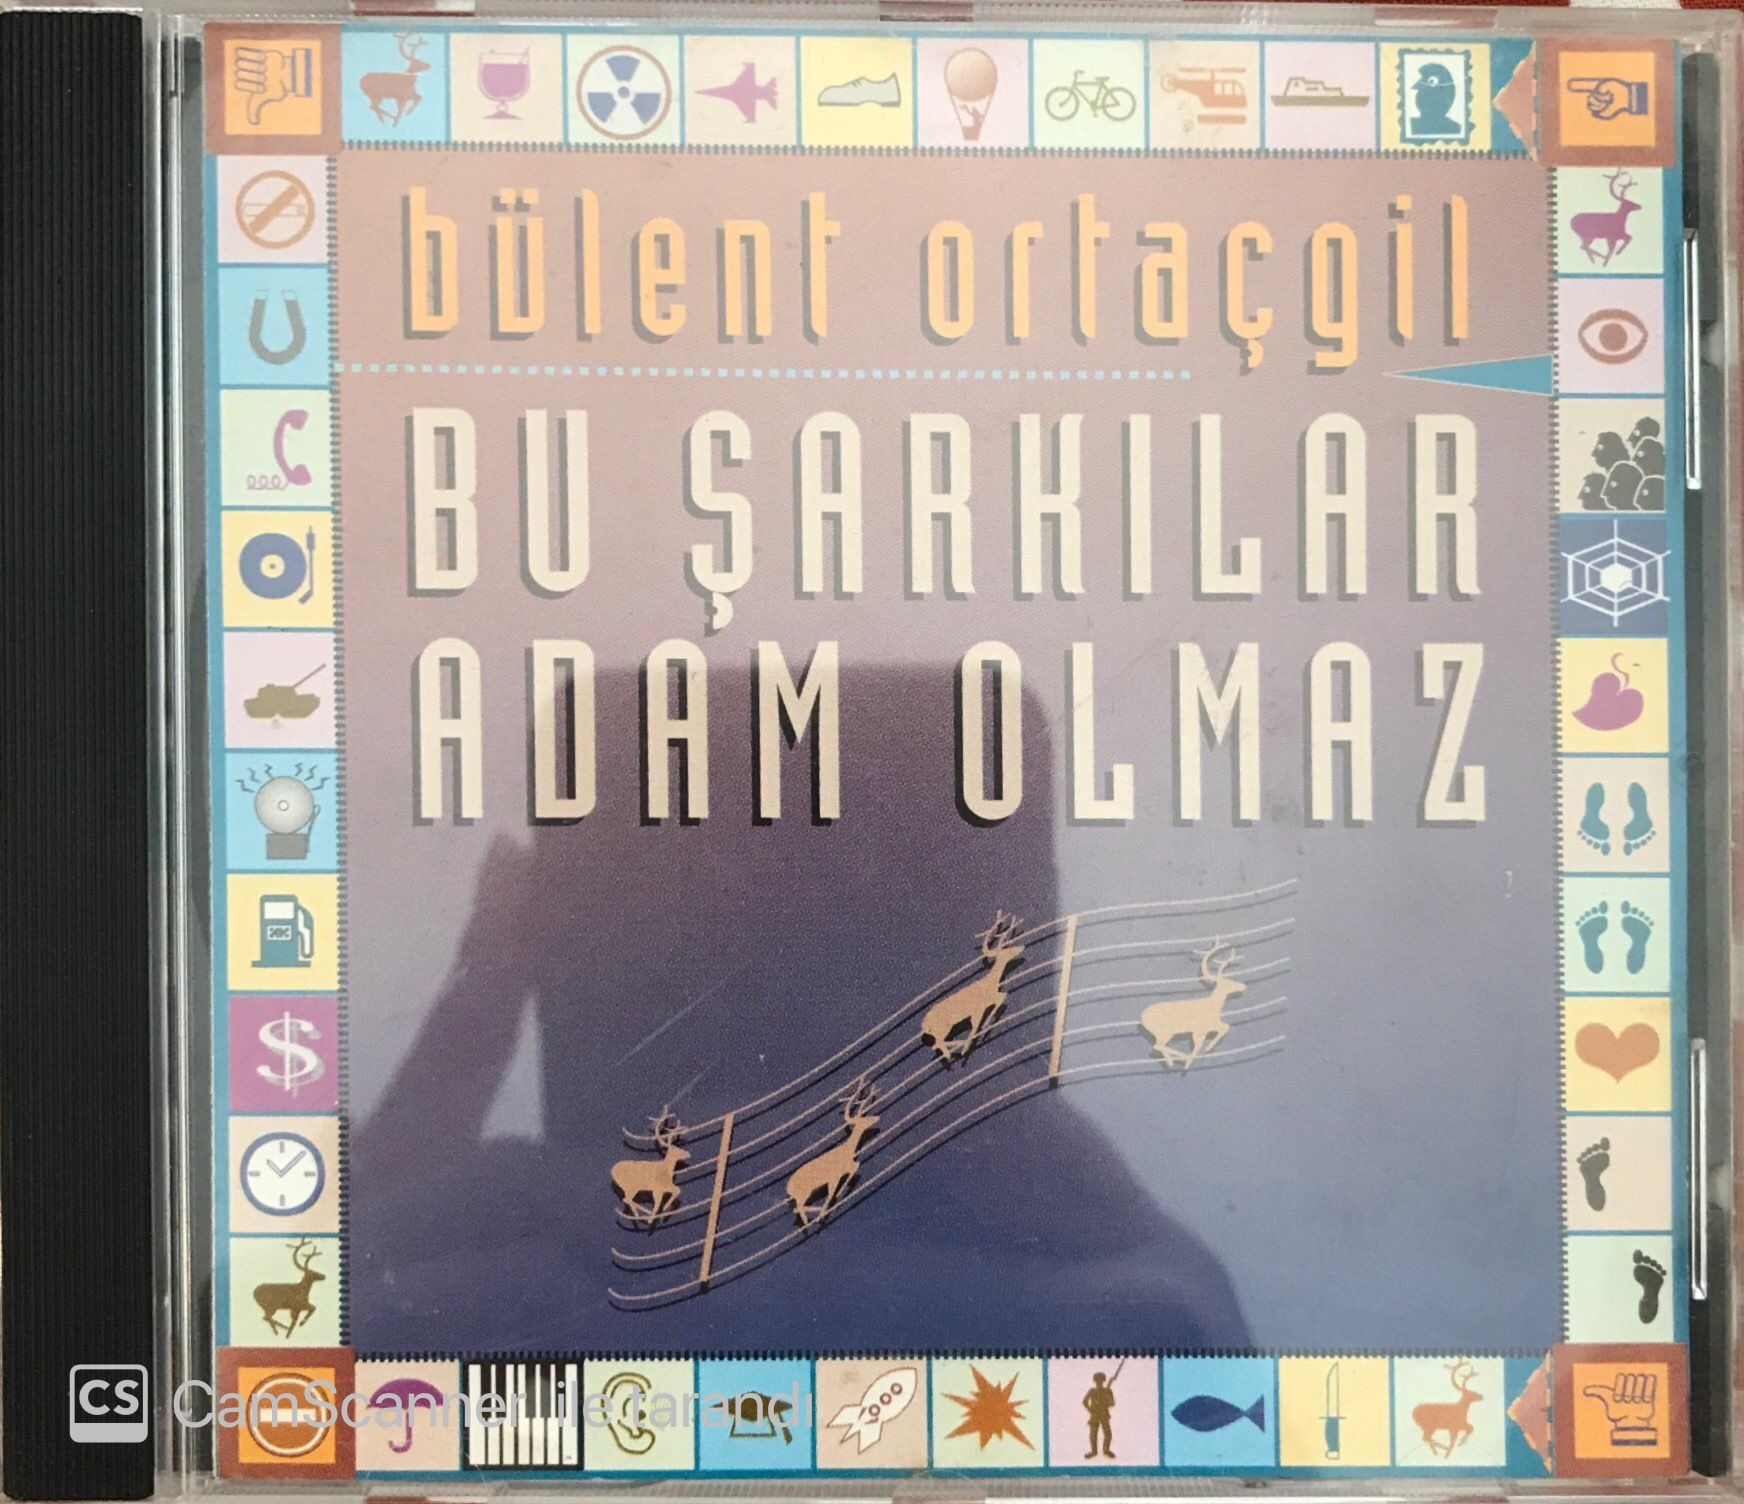 bülent ortaçgil
BU ŞARKILAR
ADAM OLMAZ
CS CamScanner ile tarandı